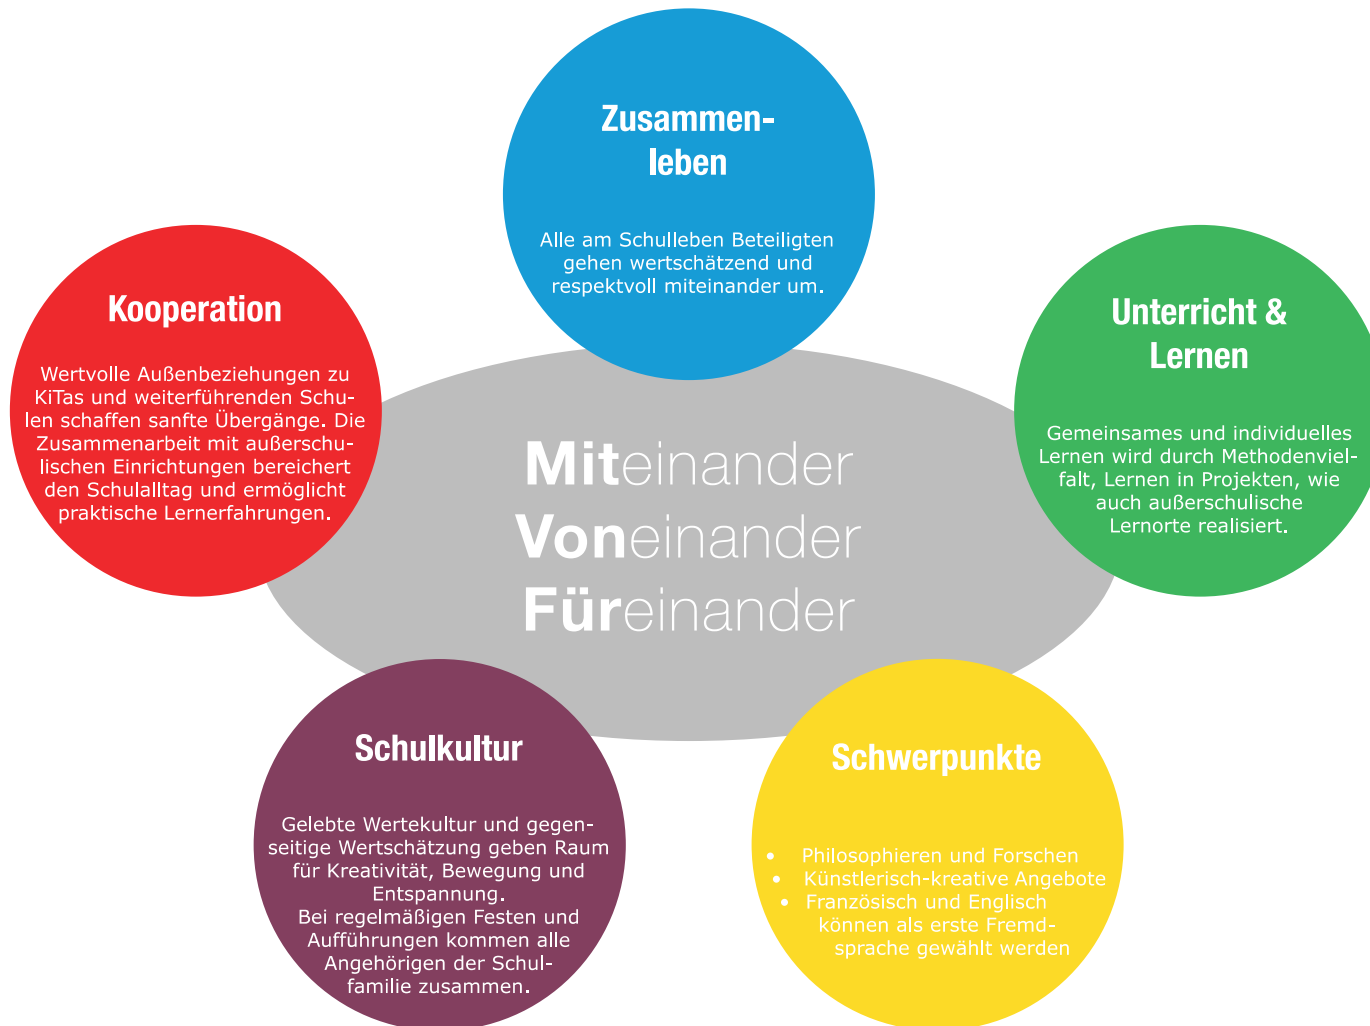 Zusammen-
leben
Alle am Schulleben Beteiligten
gehen wertschätzend und
respektvoll miteinander um.
Kooperation
Wertvolle Außenbeziehungen zu
KiTas und weiterführenden Schu-
len schaffen sanfte Übergänge. Die
Zusammenarbeit mit außerschu-
lischen Einrichtungen bereichert
den Schulalltag und ermöglicht
praktische Lernerfahrungen.
Unterricht &
Lernen
Gemeinsames und individuelles
Lernen wird durch Methodenviel-
falt, Lernen in Projekten, wie
auch außerschulische
Lernorte realisiert.
Miteinander
Voneinander
Füreinander
Schulkultur
Gelebte Wertekultur und gegen-
seitige Wertschätzung geben Raum
für Kreativität, Bewegung und
Entspannung.
Bei regelmäßigen Festen und
Aufführungen kommen alle
Angehörigen der Schul-
familie zusammen.
Schwerpunkte
• Philosophieren und Forschen
• Künstlerisch-kreative Angebote
• Französisch und Englisch
können als erste Fremd-
sprache gewählt werden